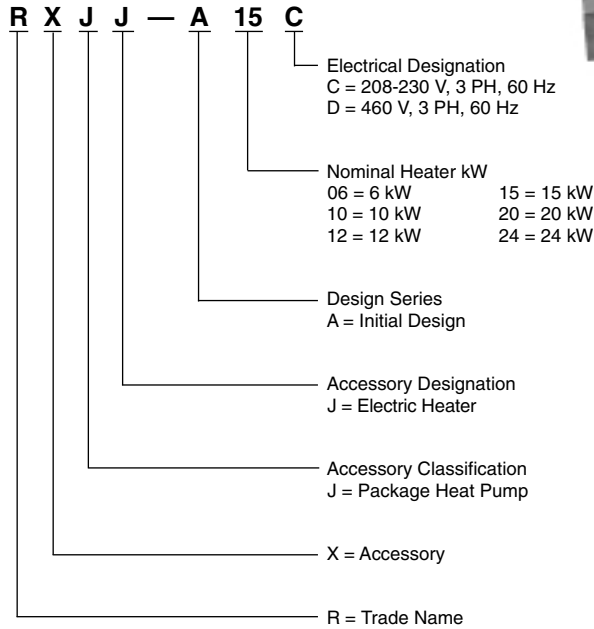 R X J J — A 15 C
Electrical Designation
C = 208-230 V, 3 PH, 60 Hz
D = 460 V, 3 PH, 60 Hz
Nominal Heater kW
06 = 6 kW 15 = 15 kW
10 = 10 kW 20 = 20 kW
12 = 12 kW 24 = 24 kW
Design Series
A = Initial Design
Accessory Designation
J = Electric Heater
Accessory Classification
J = Package Heat Pump
X = Accessory
R = Trade Name